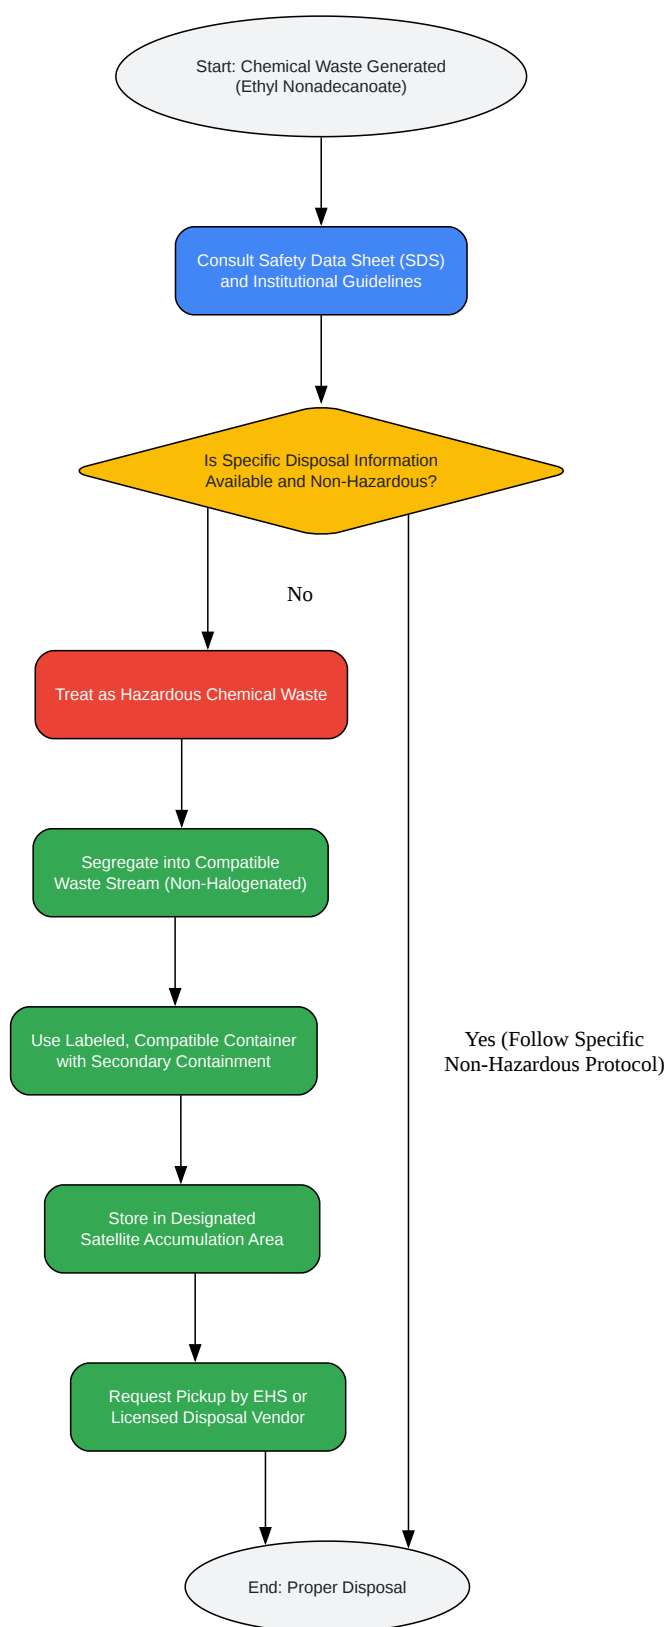 Start: Chemical Waste Generated
(Ethyl Nonadecanoate)
Consult Safety Data Sheet (SDS)
and Institutional Guidelines
Is Specific Disposal Information
Available and Non-Hazardous?
No
Treat as Hazardous Chemical Waste
Segregate into Compatible
Waste Stream (Non-Halogenated)
Use Labeled, Compatible Container
with Secondary Containment
Yes (Follow Specific
Non-Hazardous Protocol)
Store in Designated
Satellite Accumulation Area
Request Pickup by EHS or
Licensed Disposal Vendor
End: Proper Disposal